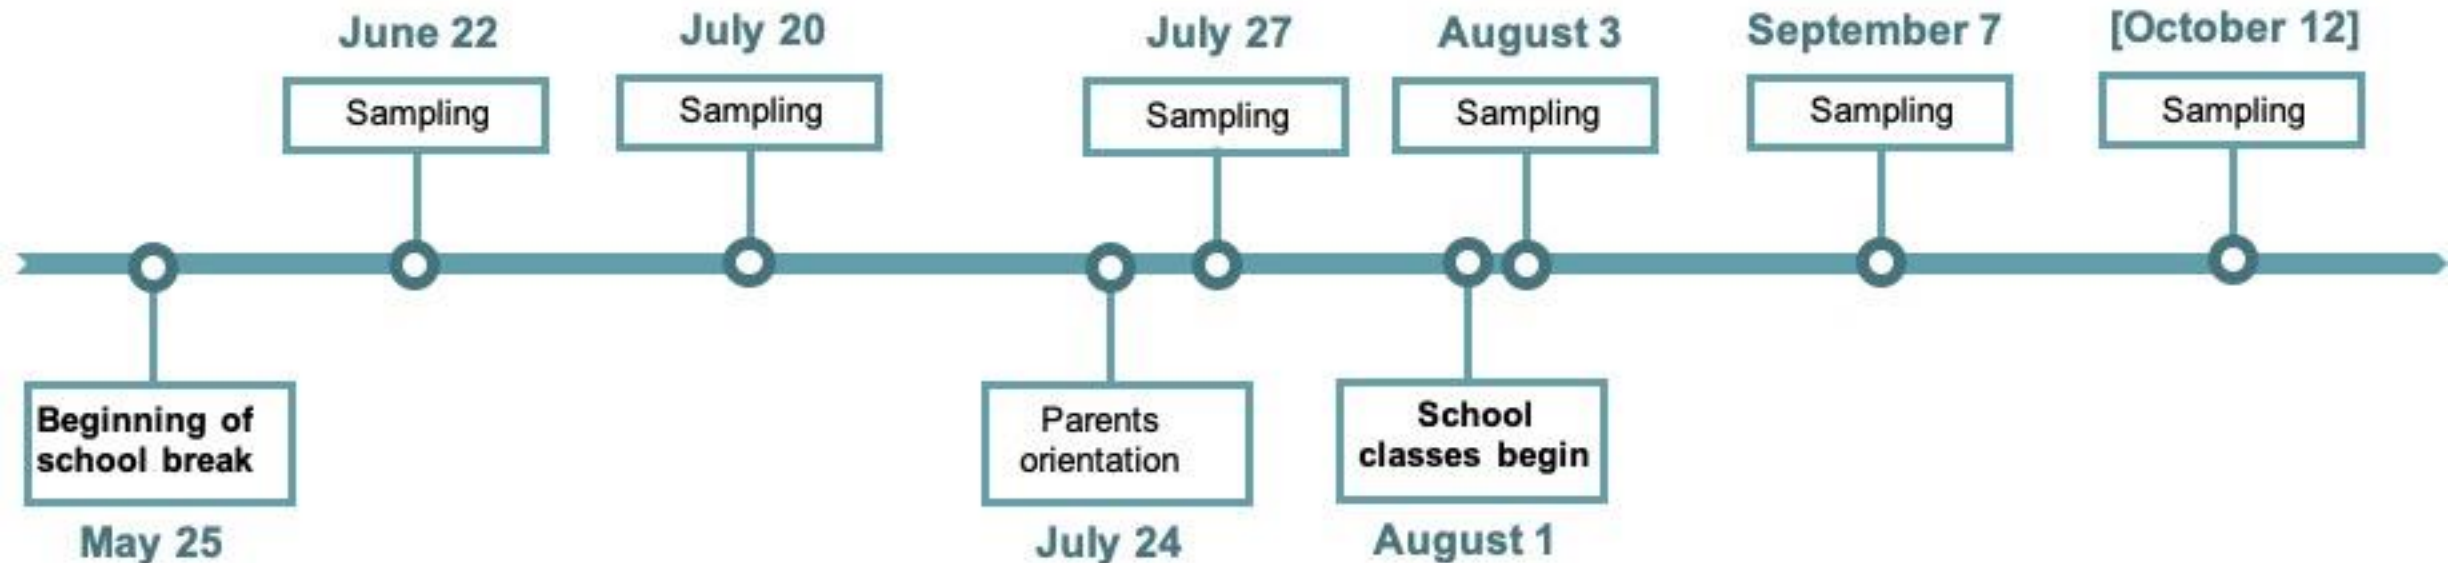 June 22
July 20
July 27
August 3
September 7
[October 12]
Sampling
Sampling
Sampling
Sampling
Sampling
Sampling
Beginning of
school break
Parents
orientation
School
classes begin
May 25
July 24
August 1